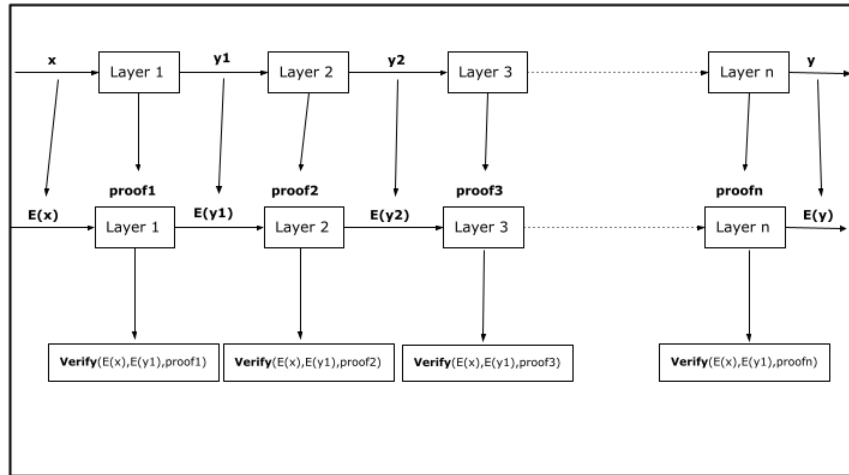 x
y1
y2
y
Layer 1
Layer 2
Layer 3
Layer n
proof1
proof2
proof3
proofn
E(x)
E(y1)
E(y2)
E(y)
Layer 1
Layer 2
Layer 3
Layer n
Verify(E(x),E(y1),proof1)
Verify(E(x),E(y1),proof2)
Verify(E(x),E(y1),proof3)
Verify(E(x),E(y1),proofn)